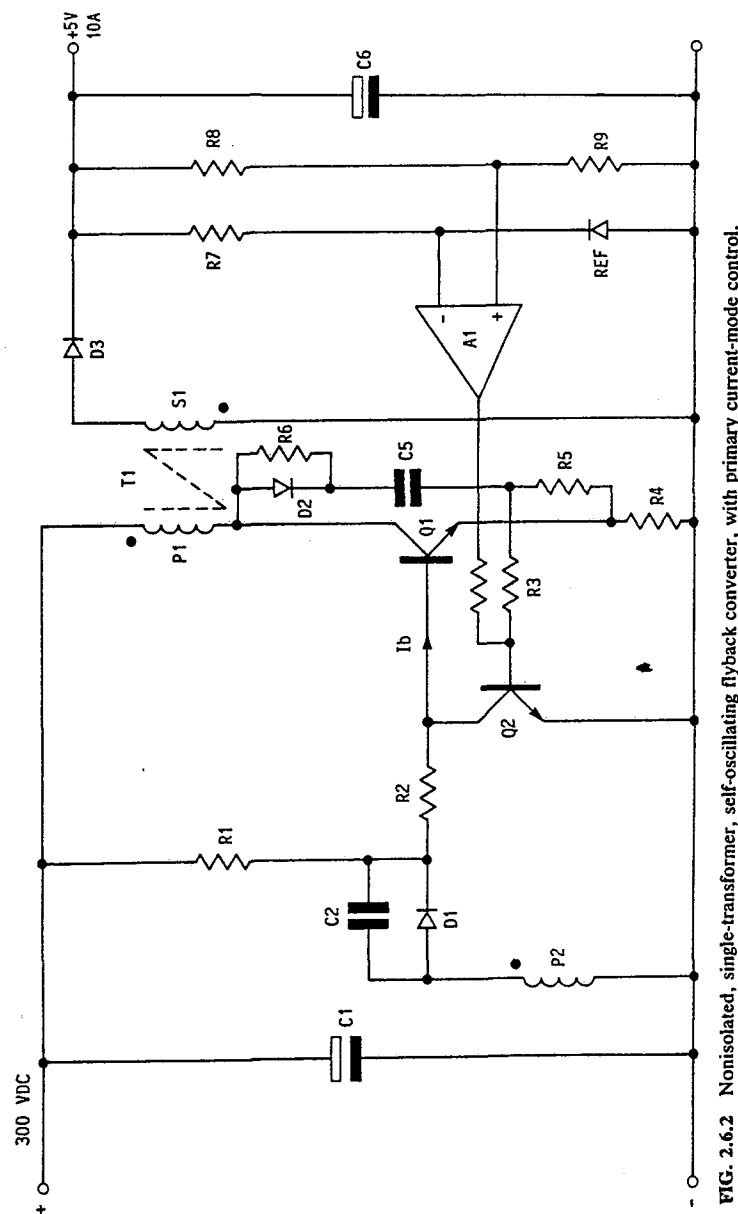 300 VDC
+
+5V
10A
C1
R1
C2
D1
P2
R2
Ib
Q2
Q1
R3
P1
T1
S1
D3
D2
R6
C5
R5
R4
A1
-
+
R7
REF
R8
R9
C6
-
FIG. 2.6.2 Nonisolated, single-transformer, self-oscillating flyback converter, with primary current-mode control.